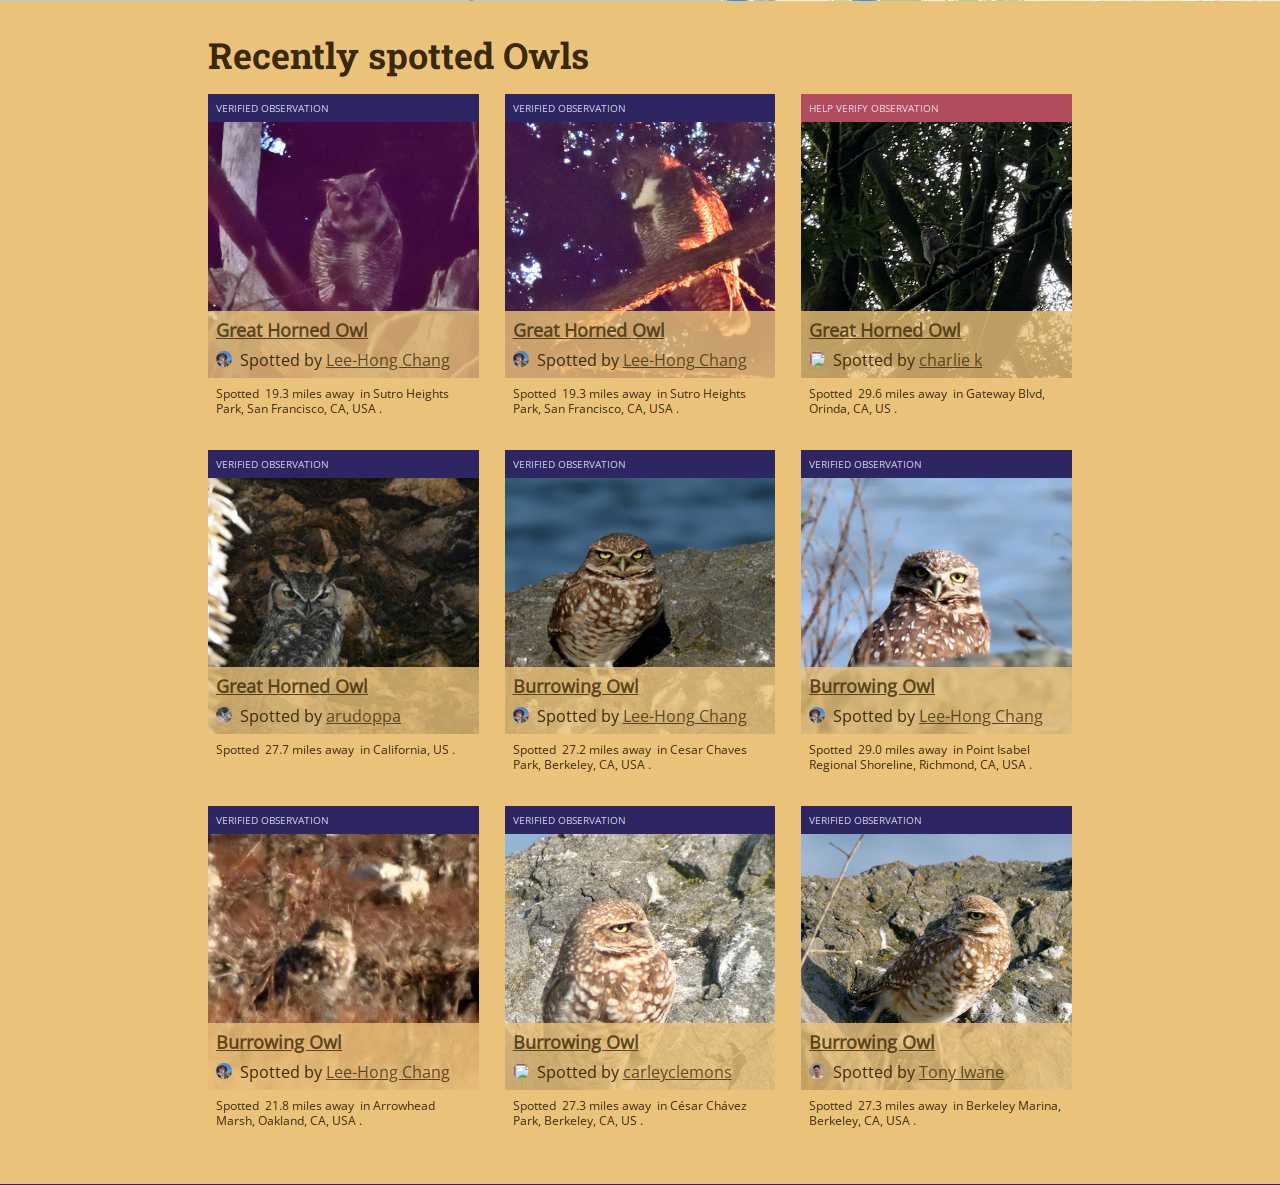 Recently spotted Owls
VERIFIED OBSERVATION
Great Horned Owl
Spotted by Lee-Hong Chang
Spotted 19.3 miles away in Sutro Heights
Park, San Francisco, CA, USA .
VERIFIED OBSERVATION
Great Horned Owl
Spotted by Lee-Hong Chang
Spotted 19.3 miles away in Sutro Heights
Park, San Francisco, CA, USA .
HELP VERIFY OBSERVATION
Great Horned Owl
Spotted by charlie k
Spotted 29.6 miles away in Gateway Blvd,
Orinda, CA, US .
VERIFIED OBSERVATION
Great Horned Owl
Spotted by arudoppa
Spotted 27.7 miles away in California, US .
VERIFIED OBSERVATION
Burrowing Owl
Spotted by Lee-Hong Chang
Spotted 27.2 miles away in Cesar Chaves
Park, Berkeley, CA, USA .
VERIFIED OBSERVATION
Burrowing Owl
Spotted by Lee-Hong Chang
Spotted 29.0 miles away in Point Isabel
Regional Shoreline, Richmond, CA, USA .
VERIFIED OBSERVATION
Burrowing Owl
Spotted by Lee-Hong Chang
Spotted 21.8 miles away in Arrowhead
Marsh, Oakland, CA, USA .
VERIFIED OBSERVATION
Burrowing Owl
Spotted by carleyclemons
Spotted 27.3 miles away in César Chávez
Park, Berkeley, CA, US .
VERIFIED OBSERVATION
Burrowing Owl
Spotted by Tony Iwane
Spotted 27.3 miles away in Berkeley Marina,
Berkeley, CA, USA .